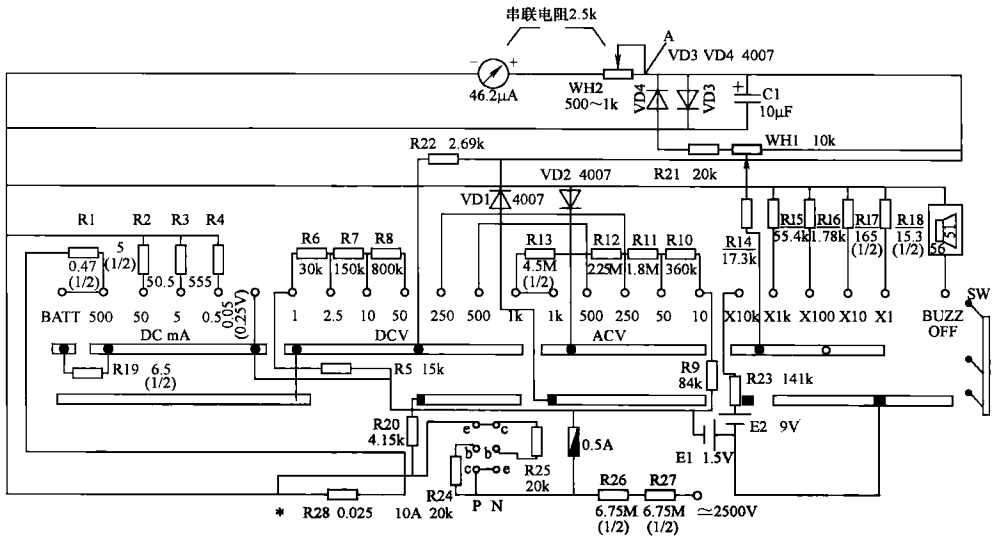 串联电阻2.5k
A
VD3 VD4 4007
− +
46.2μA
WH2
500～1k
VD4
VD3
+
C1
10μF
WH1 10k
R22 2.69k
R21 20k
VD2 4007
VD1 4007
R1 R2 R3 R4
0.47
(1/2)
5
(1/2)
50.5
555
0.05
(0.25V)
R6 R7 R8
30k 150k 800k
R13 R12 R11 R10
4.5M
(1/2)
225M 1.8M 360k
R14
17.3k
R15
55.4k
R16
1.78k
R17
165
(1/2)
R18
15.3
(1/2)
51
56
BATT 500 50 5 0.5
DC mA
1 2.5 10 50 250 500 1k
DCV
1k 500 250 50 10
ACV
X10k X1k X100 X10 X1
BUZZ
OFF
SW
R19 6.5
(1/2)
R5 15k
R9
84k
R23 141k
E2 9V
E1 1.5V
R20
4.15k
e c
b b
c e
P N
R25
20k
R24
20k
0.5A
R26 R27
6.75M 6.75M
(1/2) (1/2)
≃2500V
* R28 0.025 10A